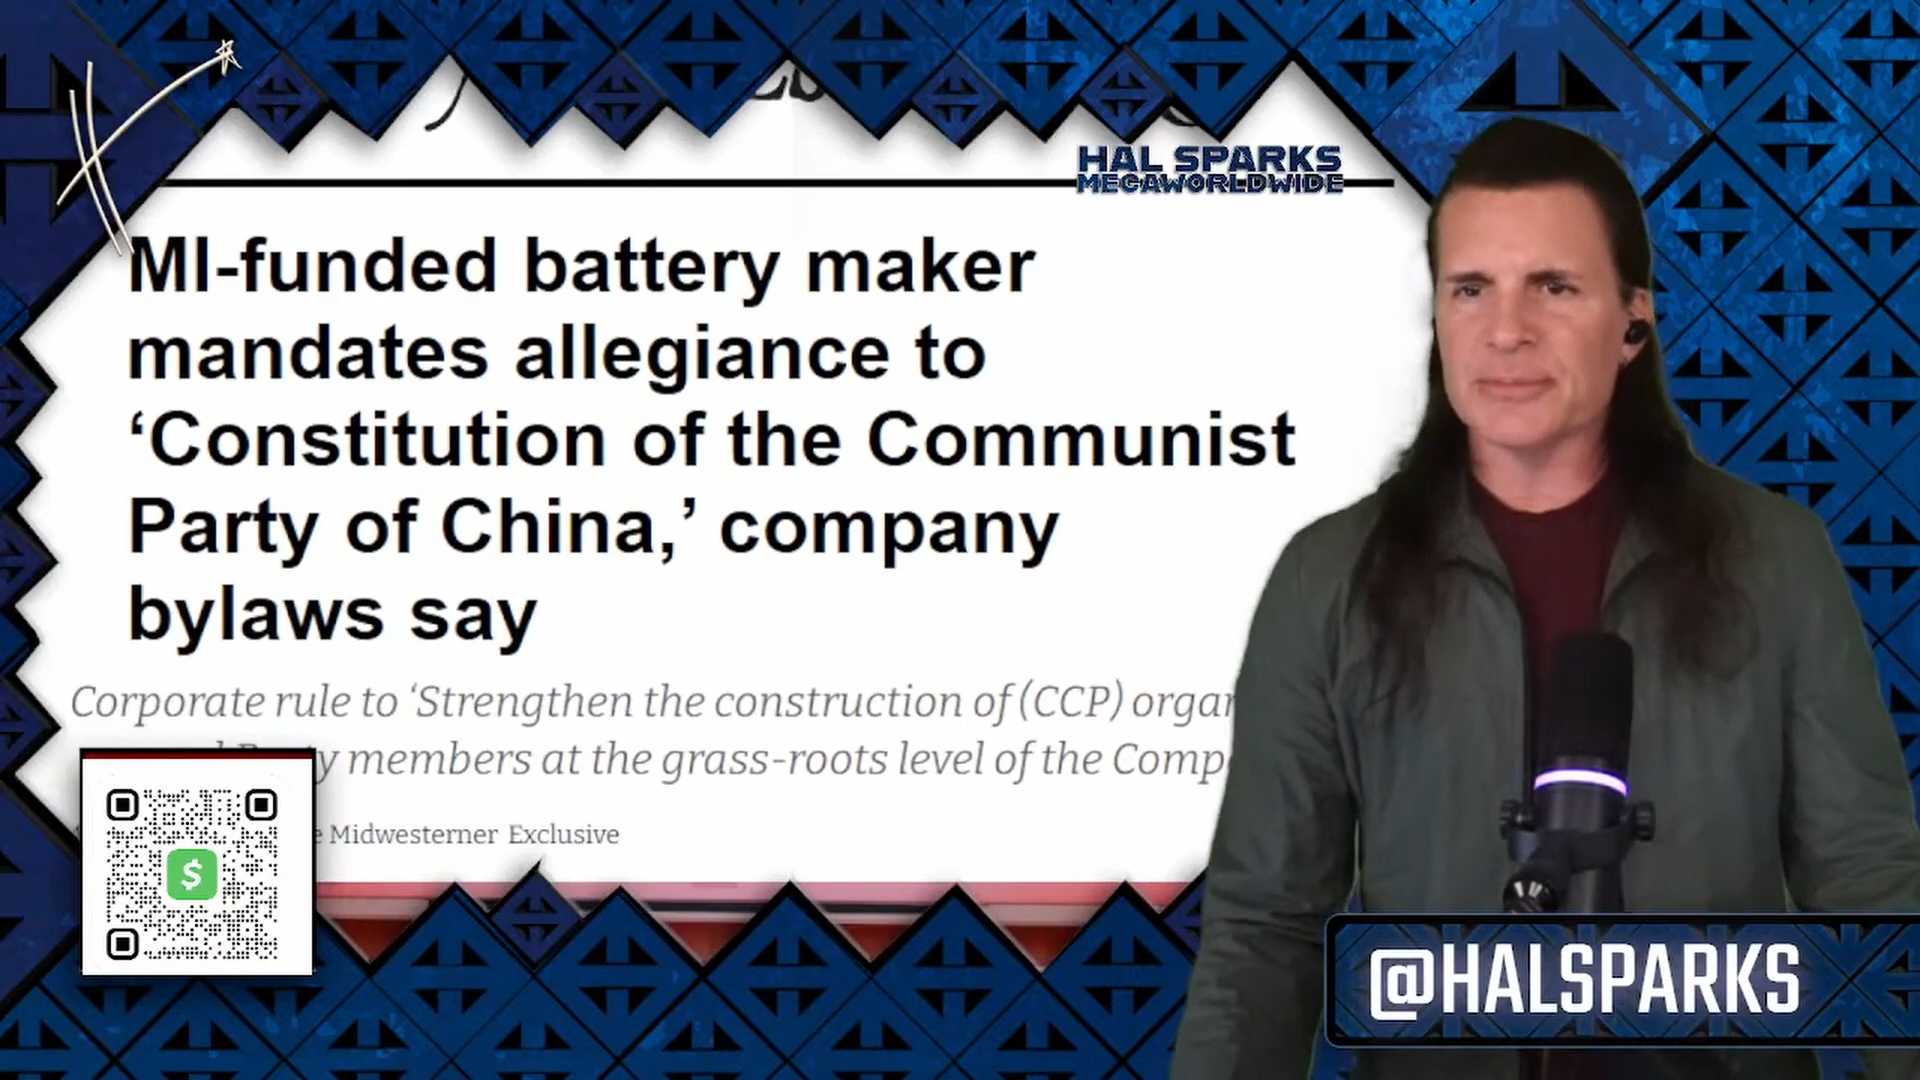 HAL SPARKS
MEGAWORLDWIDE
MI-funded battery maker
mandates allegiance to
‘Constitution of the Communist
Party of China,’ company
bylaws say
Corporate rule to ‘Strengthen the construction of (CCP)
members at the grass-roots level of the
Midwesterner Exclusive
$
@HALSPARKS